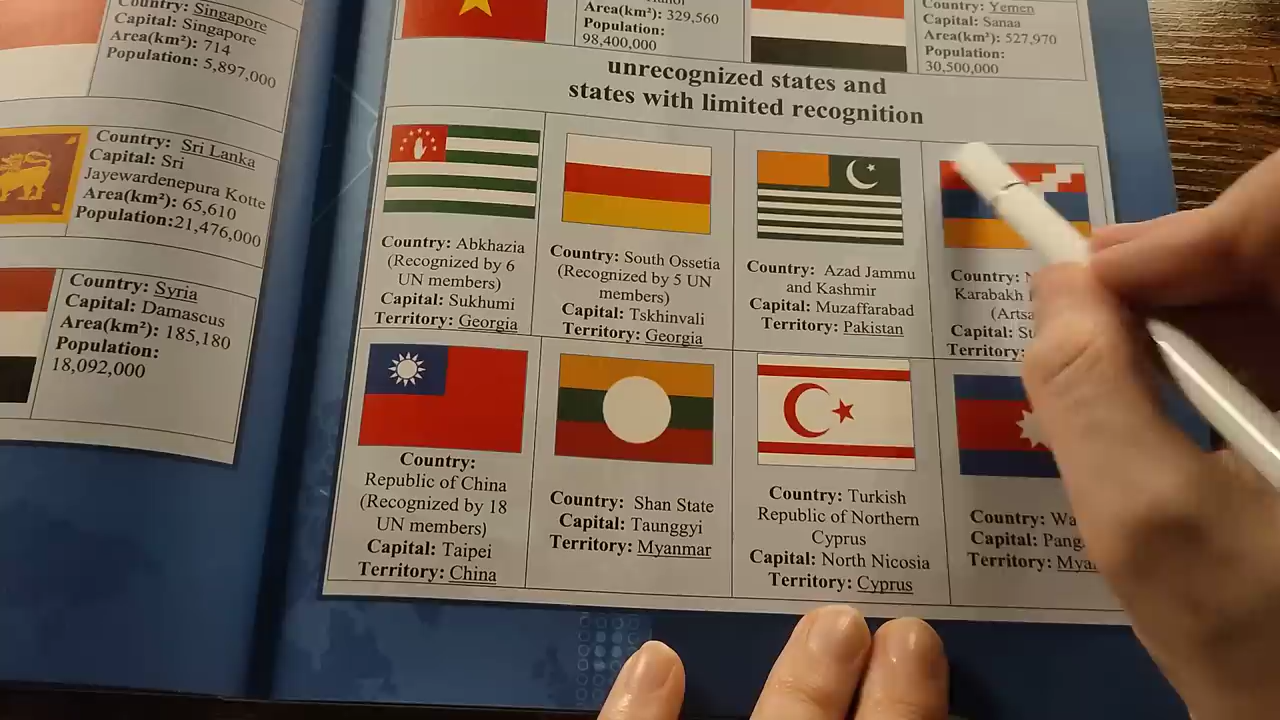 Country: Singapore
Capital: Singapore
Area(km²): 714
Population: 5,897,000
Country: Sri Lanka
Capital: Sri
Jayewardenepura Kotte
Area(km²): 65,610
Population:21,476,000
Country: Syria
Capital: Damascus
Area(km²): 185,180
Population:
18,092,000
Area(km²): 329,560
Population:
98,400,000
Country: Yemen
Capital: Sanaa
Area(km²): 527,970
Population:
30,500,000
unrecognized states and
states with limited recognition
Country: Abkhazia
(Recognized by 6
UN members)
Capital: Sukhumi
Territory: Georgia
Country: South Ossetia
(Recognized by 5 UN
members)
Capital: Tskhinvali
Territory: Georgia
Country: Azad Jammu
and Kashmir
Capital: Muzaffarabad
Territory: Pakistan
Country:
Karabakh
Capital:
Territory:
Country:
Republic of China
(Recognized by 18
UN members)
Capital: Taipei
Territory: China
Country: Shan State
Capital: Taunggyi
Territory: Myanmar
Country: Turkish
Republic of Northern
Cyprus
Capital: North Nicosia
Territory: Cyprus
Country: Wa
Capital: Pang
Territory: Mya